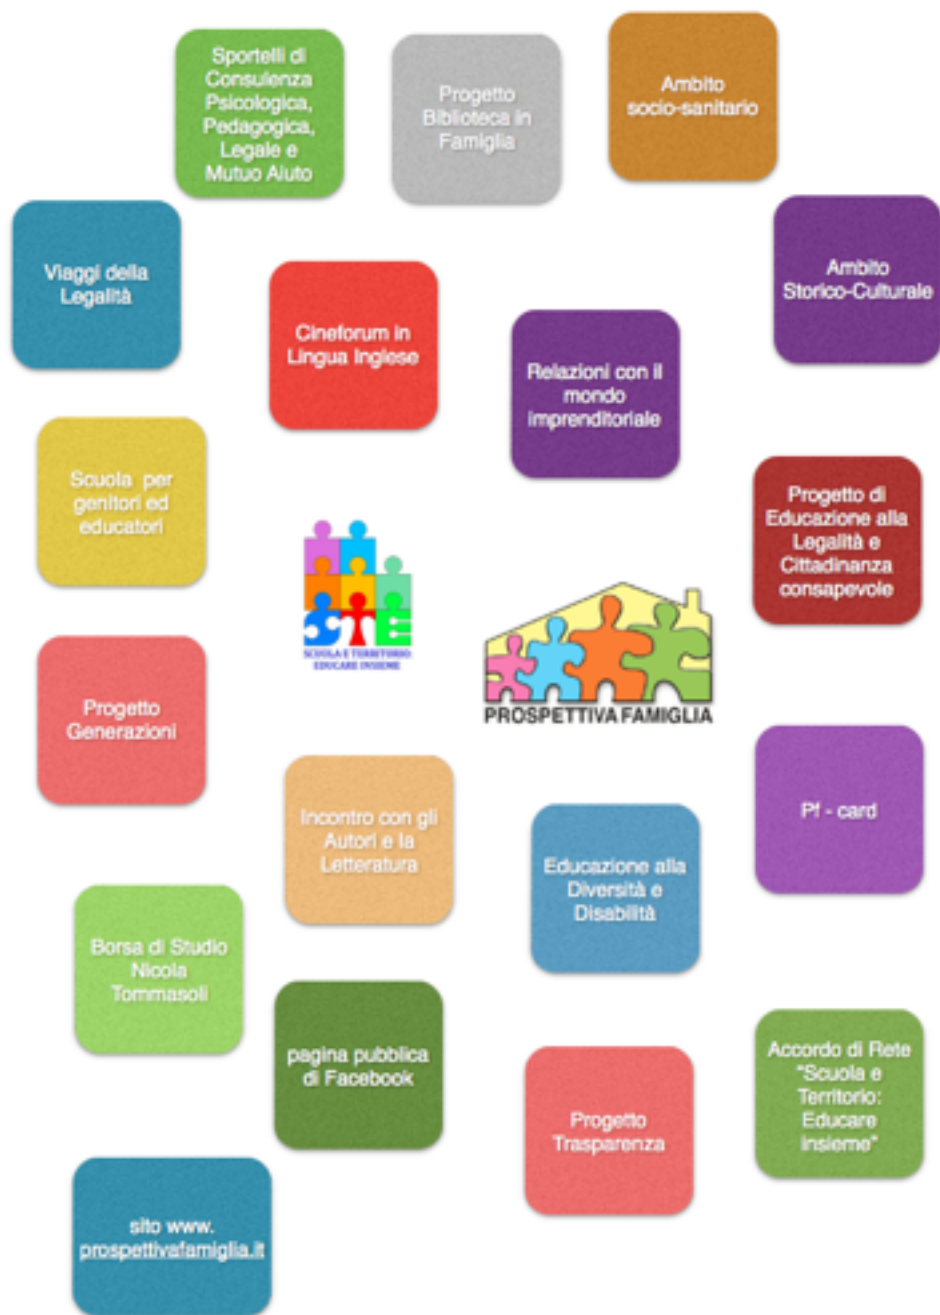 Sportelli di
Consulenza
Psicologica,
Pedagogica,
Legale e
Mutuo Aiuto
Progetto
Biblioteca in
Famiglia
Ambito
socio-sanitario
Viaggi della
Legalità
Cineforum in
Lingua Inglese
Relazioni con il
mondo
imprenditoriale
Ambito
Storico-Culturale
Scuola per
genitori ed
educatori
Progetto di
Educazione alla
Legalità e
Cittadinanza
consapevole
STE
SCUOLA E TERRITORIO:
EDUCARE INSIEME
PROSPETTIVA FAMIGLIA
Progetto
Generazioni
Incontro con gli
Autori e la
Letteratura
Educazione alla
Diversità e
Disabilità
Pf - card
Borsa di Studio
Nicola
Tommasoli
pagina pubblica
di Facebook
Progetto
Trasparenza
Accordo di Rete
"Scuola e
Territorio:
Educare
insieme"
sito www.
prospettivafamiglia.it